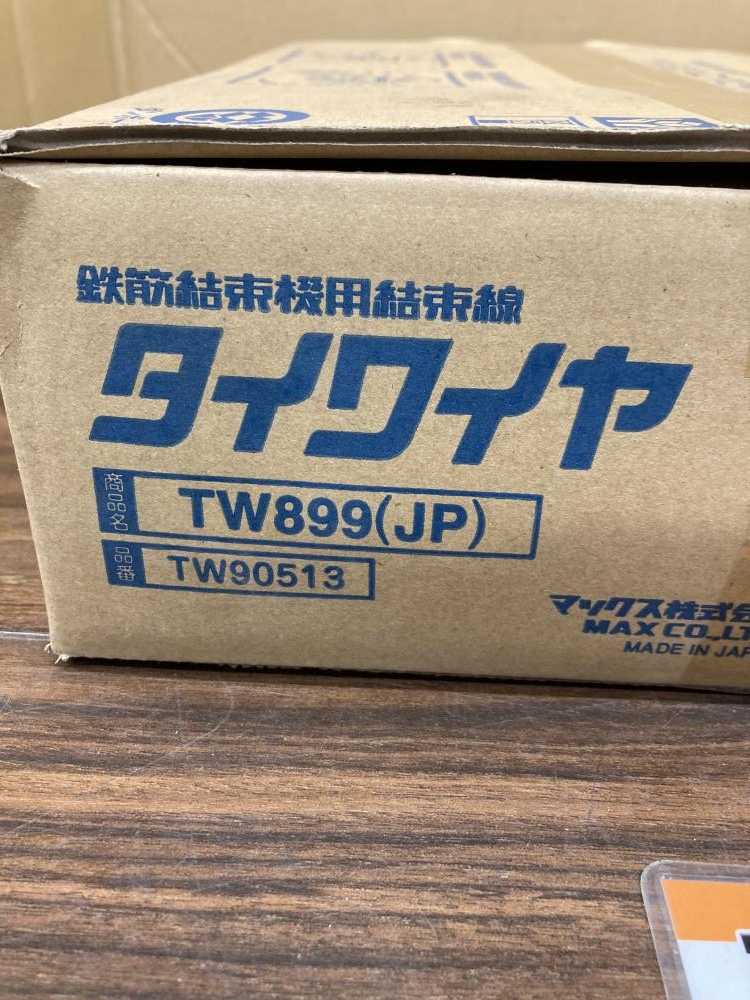 鉄筋結束機用結束線
タイワイヤ
商品名 TW899(JP)
品番 TW90513
マックス株式会
MAX CO.,LT
MADE IN JAP